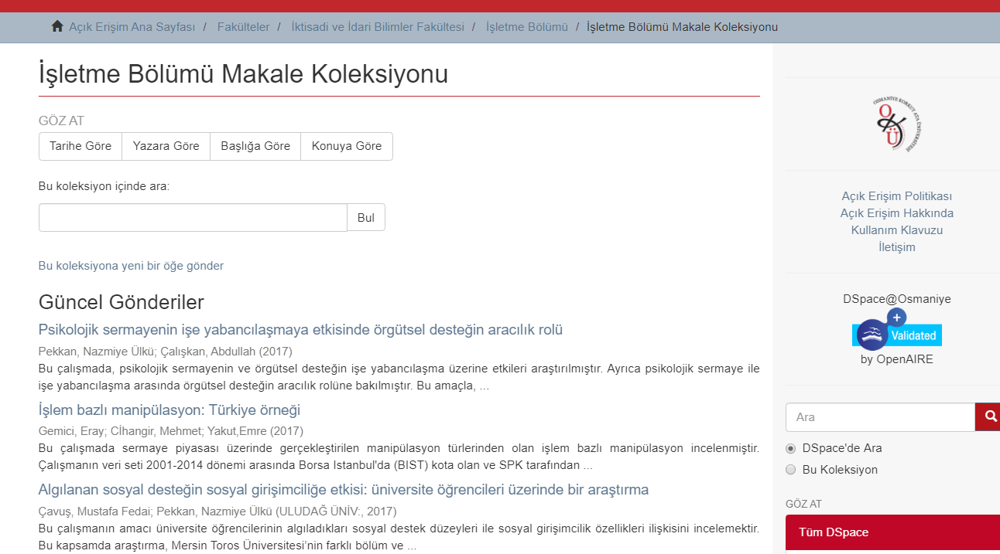 Açık Erişim Ana Sayfası / Fakülteler / İktisadi ve İdari Bilimler Fakültesi / İşletme Bölümü / İşletme Bölümü Makale Koleksiyonu
İşletme Bölümü Makale Koleksiyonu
GÖZ AT
Tarihe Göre Yazara Göre Başlığa Göre Konuya Göre
Bu koleksiyon içinde ara:
Bul
Bu koleksiyona yeni bir öğe gönder
Güncel Gönderiler
Psikolojik sermayenin işe yabancılaşmaya etkisinde örgütsel desteğin aracılık rolü
Pekkan, Nazmiye Ülkü; Çalışkan, Abdullah (2017)
Bu çalışmada, psikolojik sermayenin ve örgütsel desteğin işe yabancılaşma üzerine etkileri araştırılmıştır. Ayrıca psikolojik sermaye ile
işe yabancılaşma arasında örgütsel desteğin aracılık rolüne bakılmıştır. Bu amaçla, ...
İşlem bazlı manipülasyon: Türkiye örneği
Gemici, Eray; Cİhangir, Mehmet; Yakut,Emre (2017)
Bu çalışmada sermaye piyasası üzerinde gerçekleştirilen manipülasyon türlerinden olan işlem bazlı manipülasyon incelenmiştir.
Çalışmanın veri seti 2001-2014 dönemi arasında Borsa Istanbul'da (BIST) kota olan ve SPK tarafından ...
Algılanan sosyal desteğin sosyal girişimciliğe etkisi: üniversite öğrencileri üzerinde bir araştırma
Çavuş, Mustafa Fedai; Pekkan, Nazmiye Ülkü (ULUDAĞ ÜNİV:, 2017)
Bu çalışmanın amacı üniversite öğrencilerinin algıladıkları sosyal destek düzeyleri ile sosyal girişimcilik özellikleri ilişkisini incelemektir.
Bu kapsamda araştırma, Mersin Toros Üniversitesi’nin farklı bölüm ve ...
OSMANİYE KORKUT ATA ÜNİVERSİTESİ
OKÜ
Açık Erişim Politikası
Açık Erişim Hakkında
Kullanım Klavuzu
İletişim
DSpace@Osmaniye
+
Validated
by OpenAIRE
Ara
DSpace'de Ara
Bu Koleksiyon
GÖZ AT
Tüm DSpace